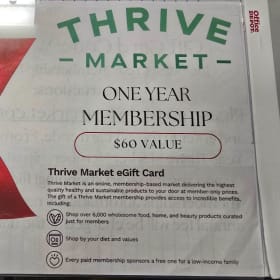 THRIVE
MARKET
Office
DEPOT
ONE YEAR
MEMBERSHIP
$60 VALUE
Thrive Market eGift Card
Thrive Market is an online, membership-based market delivering the highest
quality healthy and sustainable products to your door at member-only prices.
The gift of a Thrive Market membership provides access to incredible benefits,
including:
Shop over 6,000 wholesome food, home, and beauty products curated
just for members
Shop by your diet and values
Every paid membership sponsors a free one for a low-income family